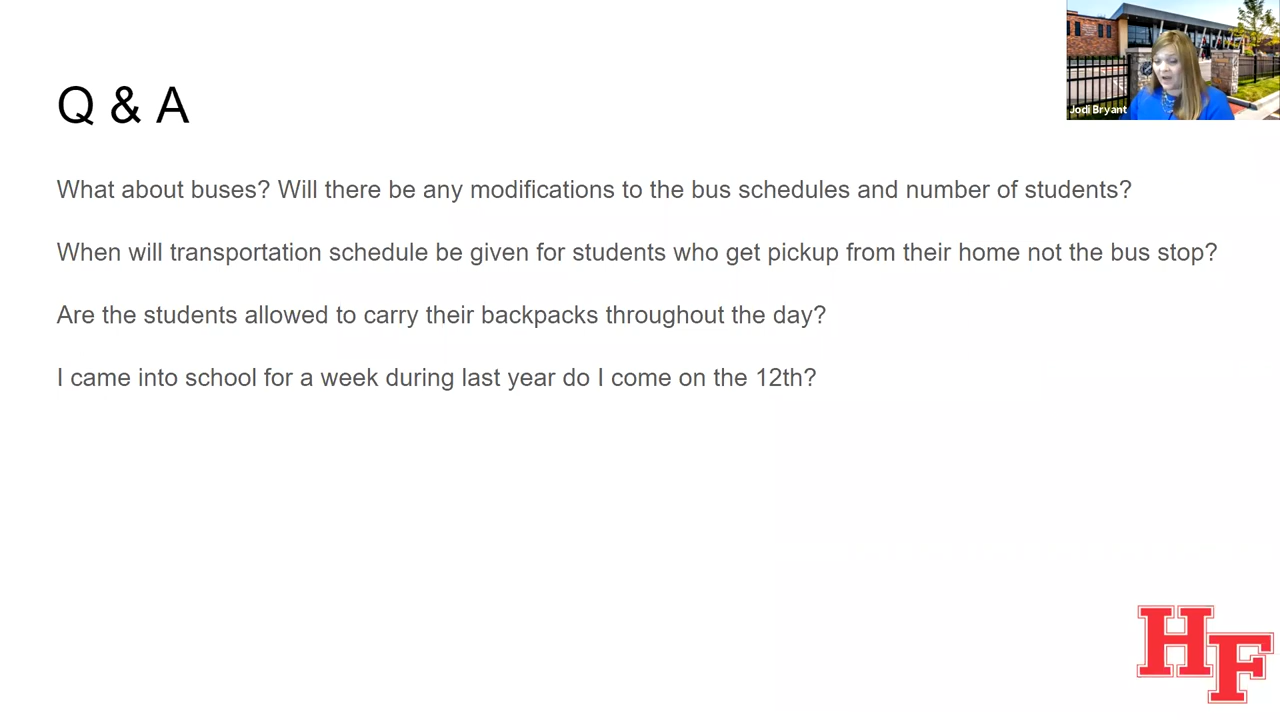 Jodi Bryant
Q & A
What about buses? Will there be any modifications to the bus schedules and number of students?
When will transportation schedule be given for students who get pickup from their home not the bus stop?
Are the students allowed to carry their backpacks throughout the day?
I came into school for a week during last year do I come on the 12th?
HF